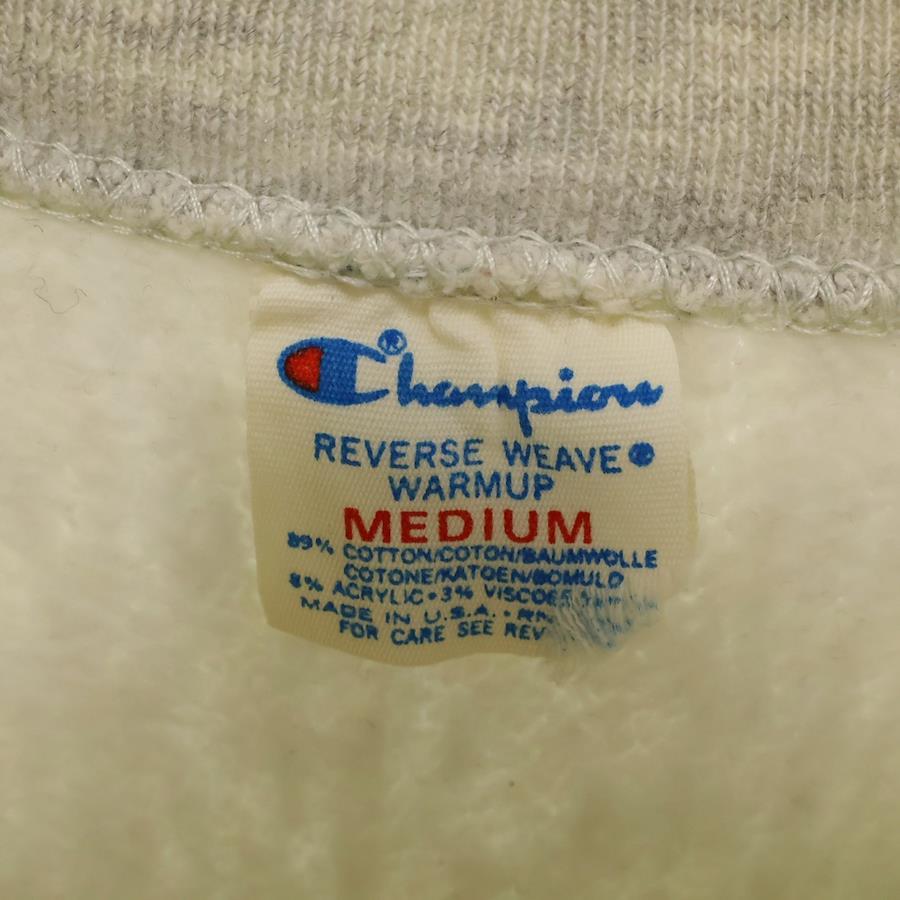 Champion®
REVERSE WEAVE®
WARMUP
MEDIUM
89% COTTON/COTON/BAUMWOLLE
COTONE/KATOEN/BOMULD
8% ACRYLIC • 3% VISCOSE
MADE IN U.S.A. • RN
FOR CARE SEE REV